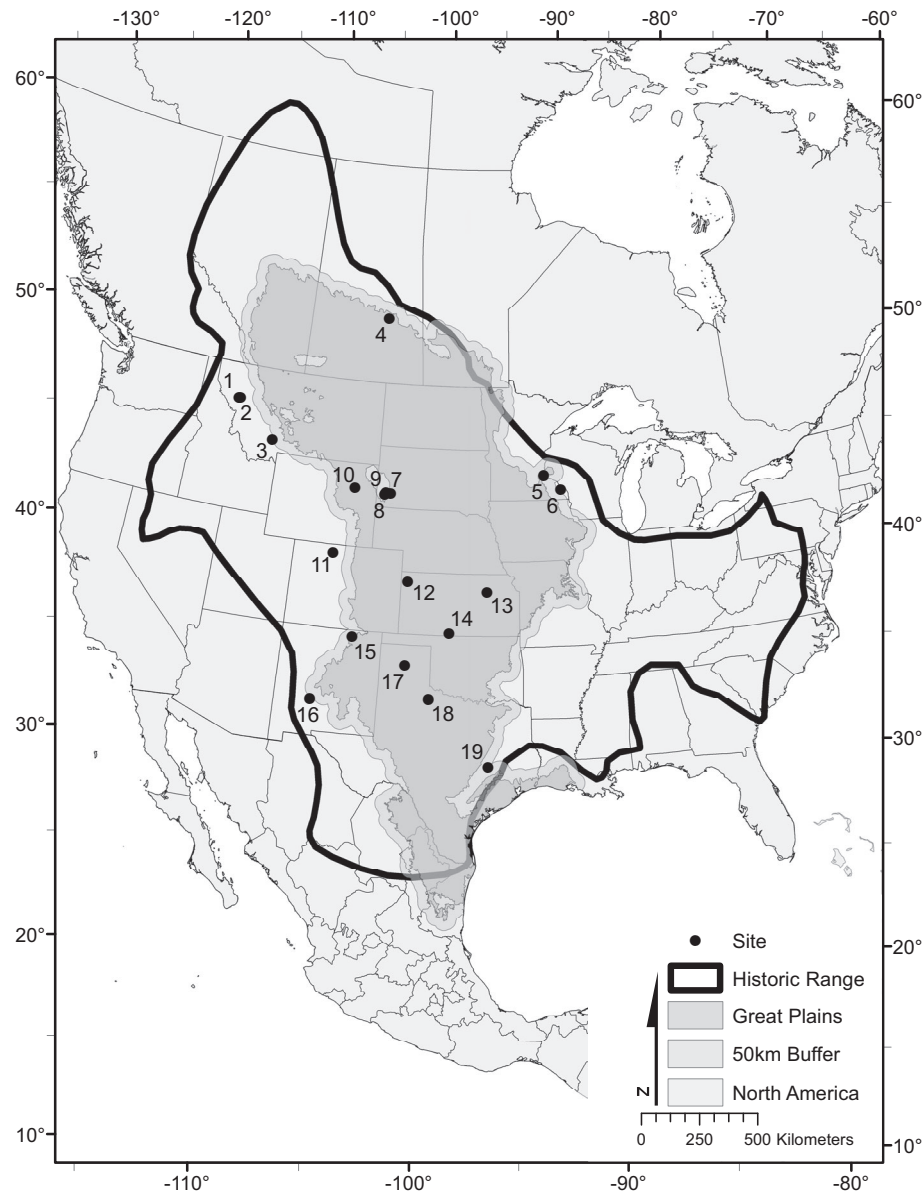 -130° -120° -110° -100° -90° -80° -70° -60°
60° 60°
4
50° 50°
1
2
3
10 9 7
8
5
6
40° 40°
11
12
13
14
15
17
16
18
30° 30°
19
20° 20°
Site
Historic Range
Great Plains
50km Buffer
North America
N
0 250 500 Kilometers
10° 10°
-110° -100° -90° -80°